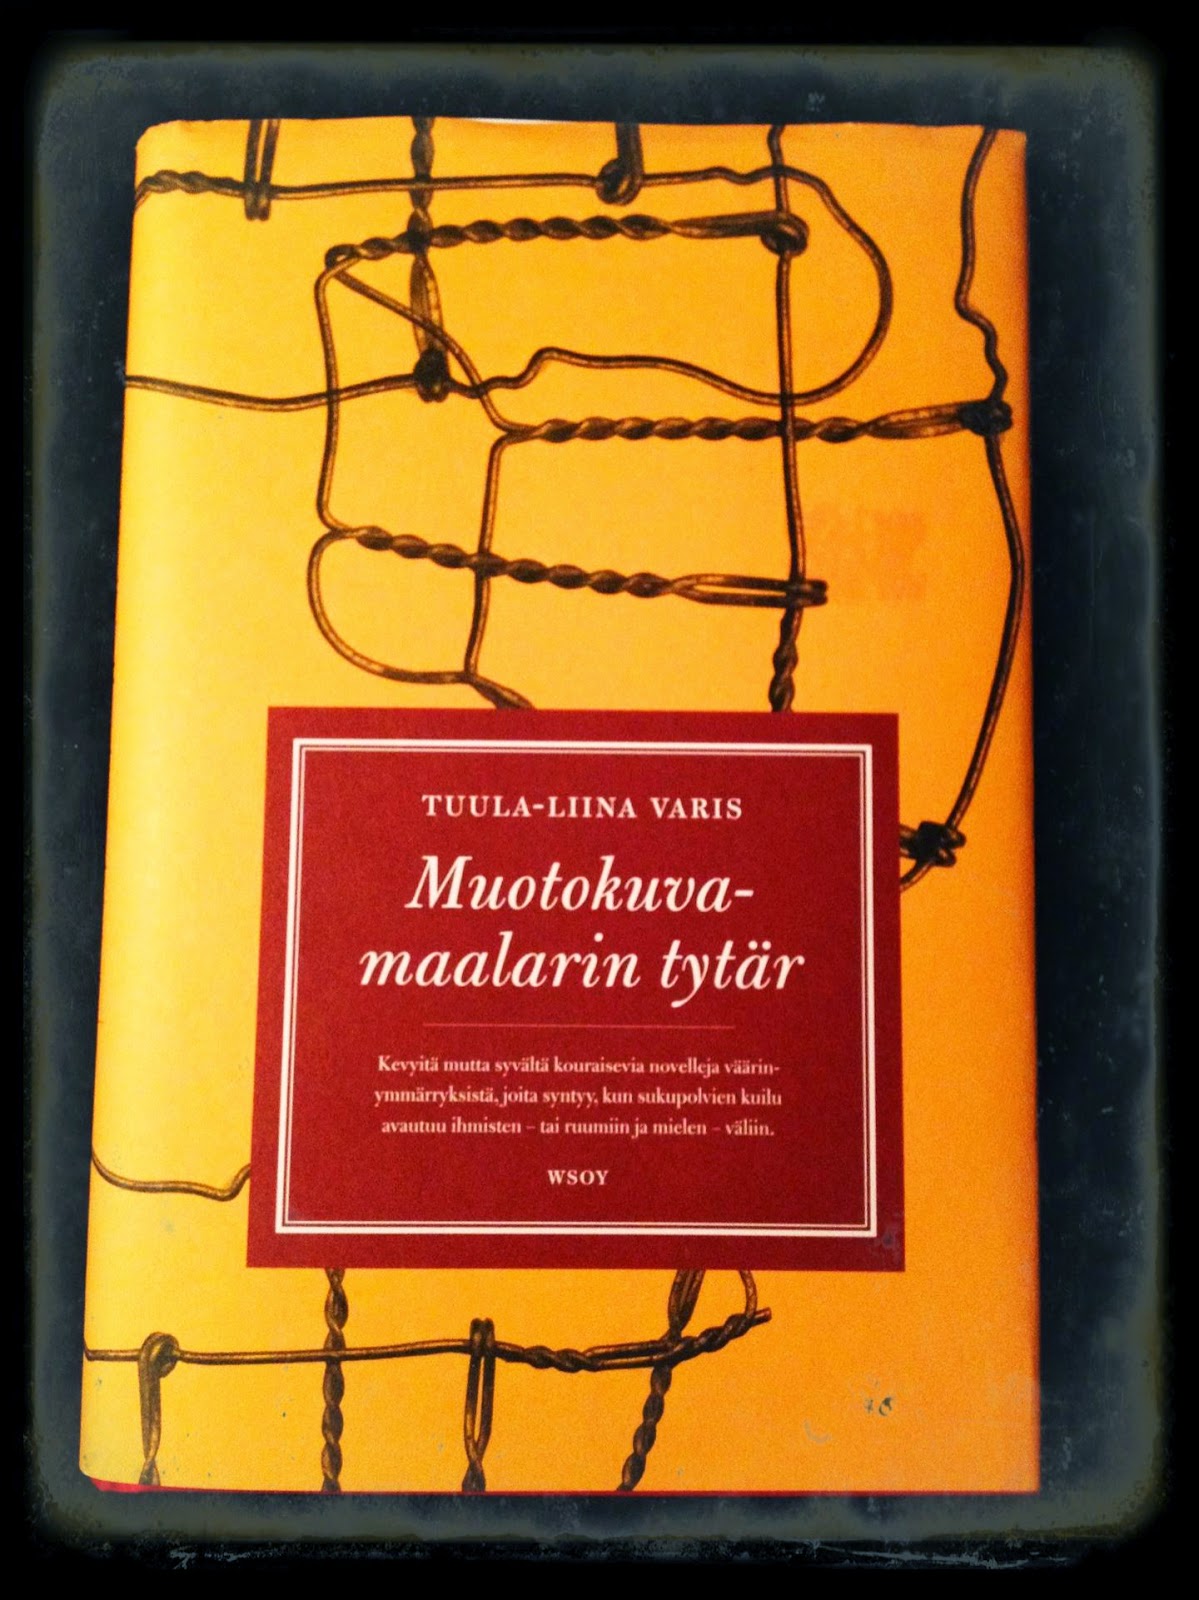 TUULA-LIINA VARIS
Muotokuva-
maalarin tytär
Kevyitä mutta syvältä kouraisevia novelleja väärin-
ymmärryksistä, joita syntyy, kun sukupolvien kuilu
avautuu ihmisten – tai ruumiin ja mielen – väliin.
WSOY